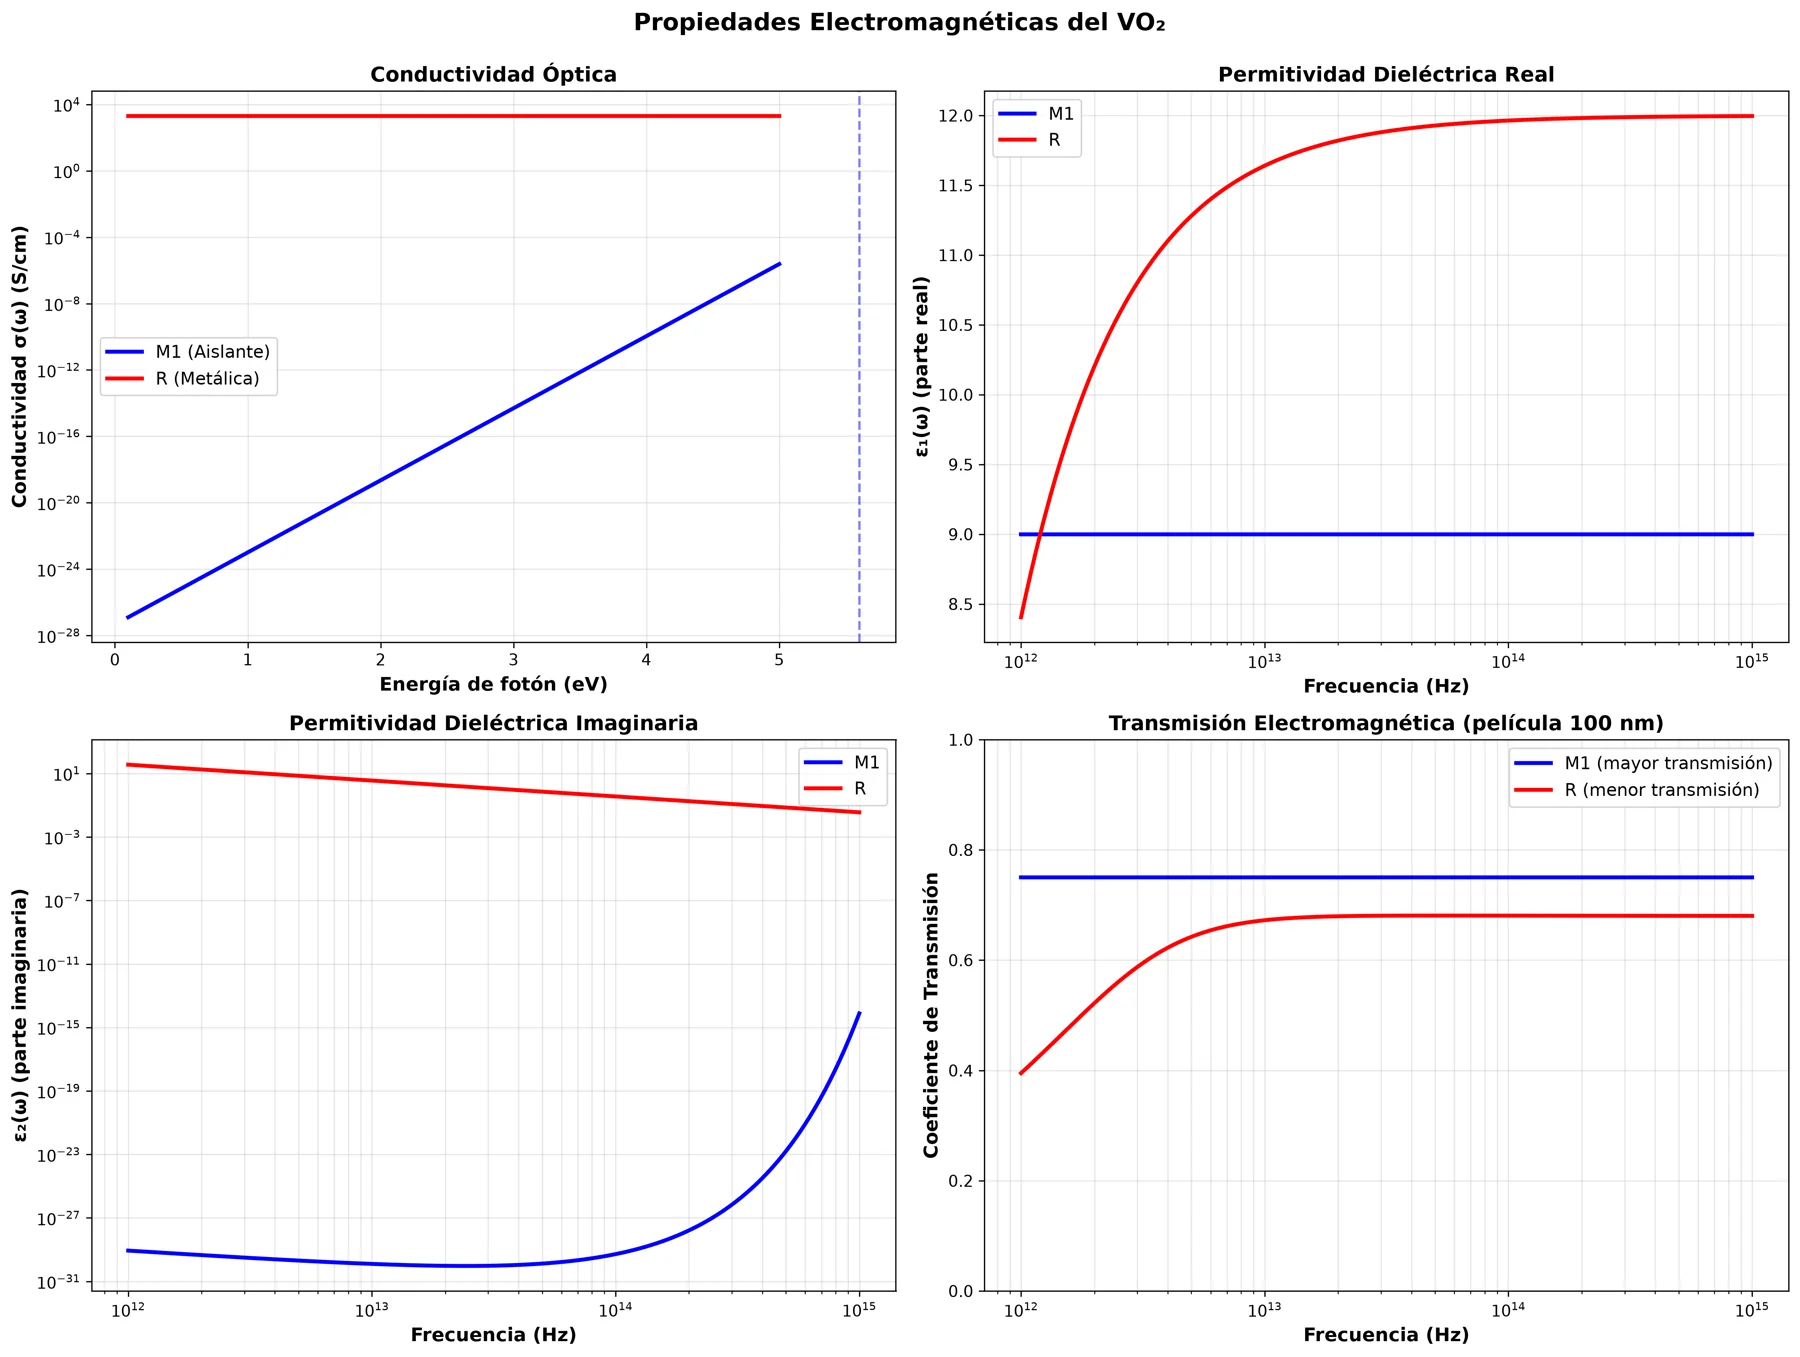 Propiedades Electromagnéticas del VO₂
Conductividad Óptica
Conductividad σ(ω) (S/cm)
10⁴
10⁰
10⁻⁴
10⁻⁸
10⁻¹²
10⁻¹⁶
10⁻²⁰
10⁻²⁴
10⁻²⁸
M1 (Aislante)
R (Metálica)
0 1 2 3 4 5
Energía de fotón (eV)
Permitividad Dieléctrica Real
ε₁(ω) (parte real)
12.0
11.5
11.0
10.5
10.0
9.5
9.0
8.5
M1
R
10¹² 10¹³ 10¹⁴ 10¹⁵
Frecuencia (Hz)
Permitividad Dieléctrica Imaginaria
ε₂(ω) (parte imaginaria)
10¹
10⁻³
10⁻⁷
10⁻¹¹
10⁻¹⁵
10⁻¹⁹
10⁻²³
10⁻²⁷
10⁻³¹
M1
R
10¹² 10¹³ 10¹⁴ 10¹⁵
Frecuencia (Hz)
Transmisión Electromagnética (película 100 nm)
Coeficiente de Transmisión
1.0
0.8
0.6
0.4
0.2
0.0
M1 (mayor transmisión)
R (menor transmisión)
10¹² 10¹³ 10¹⁴ 10¹⁵
Frecuencia (Hz)